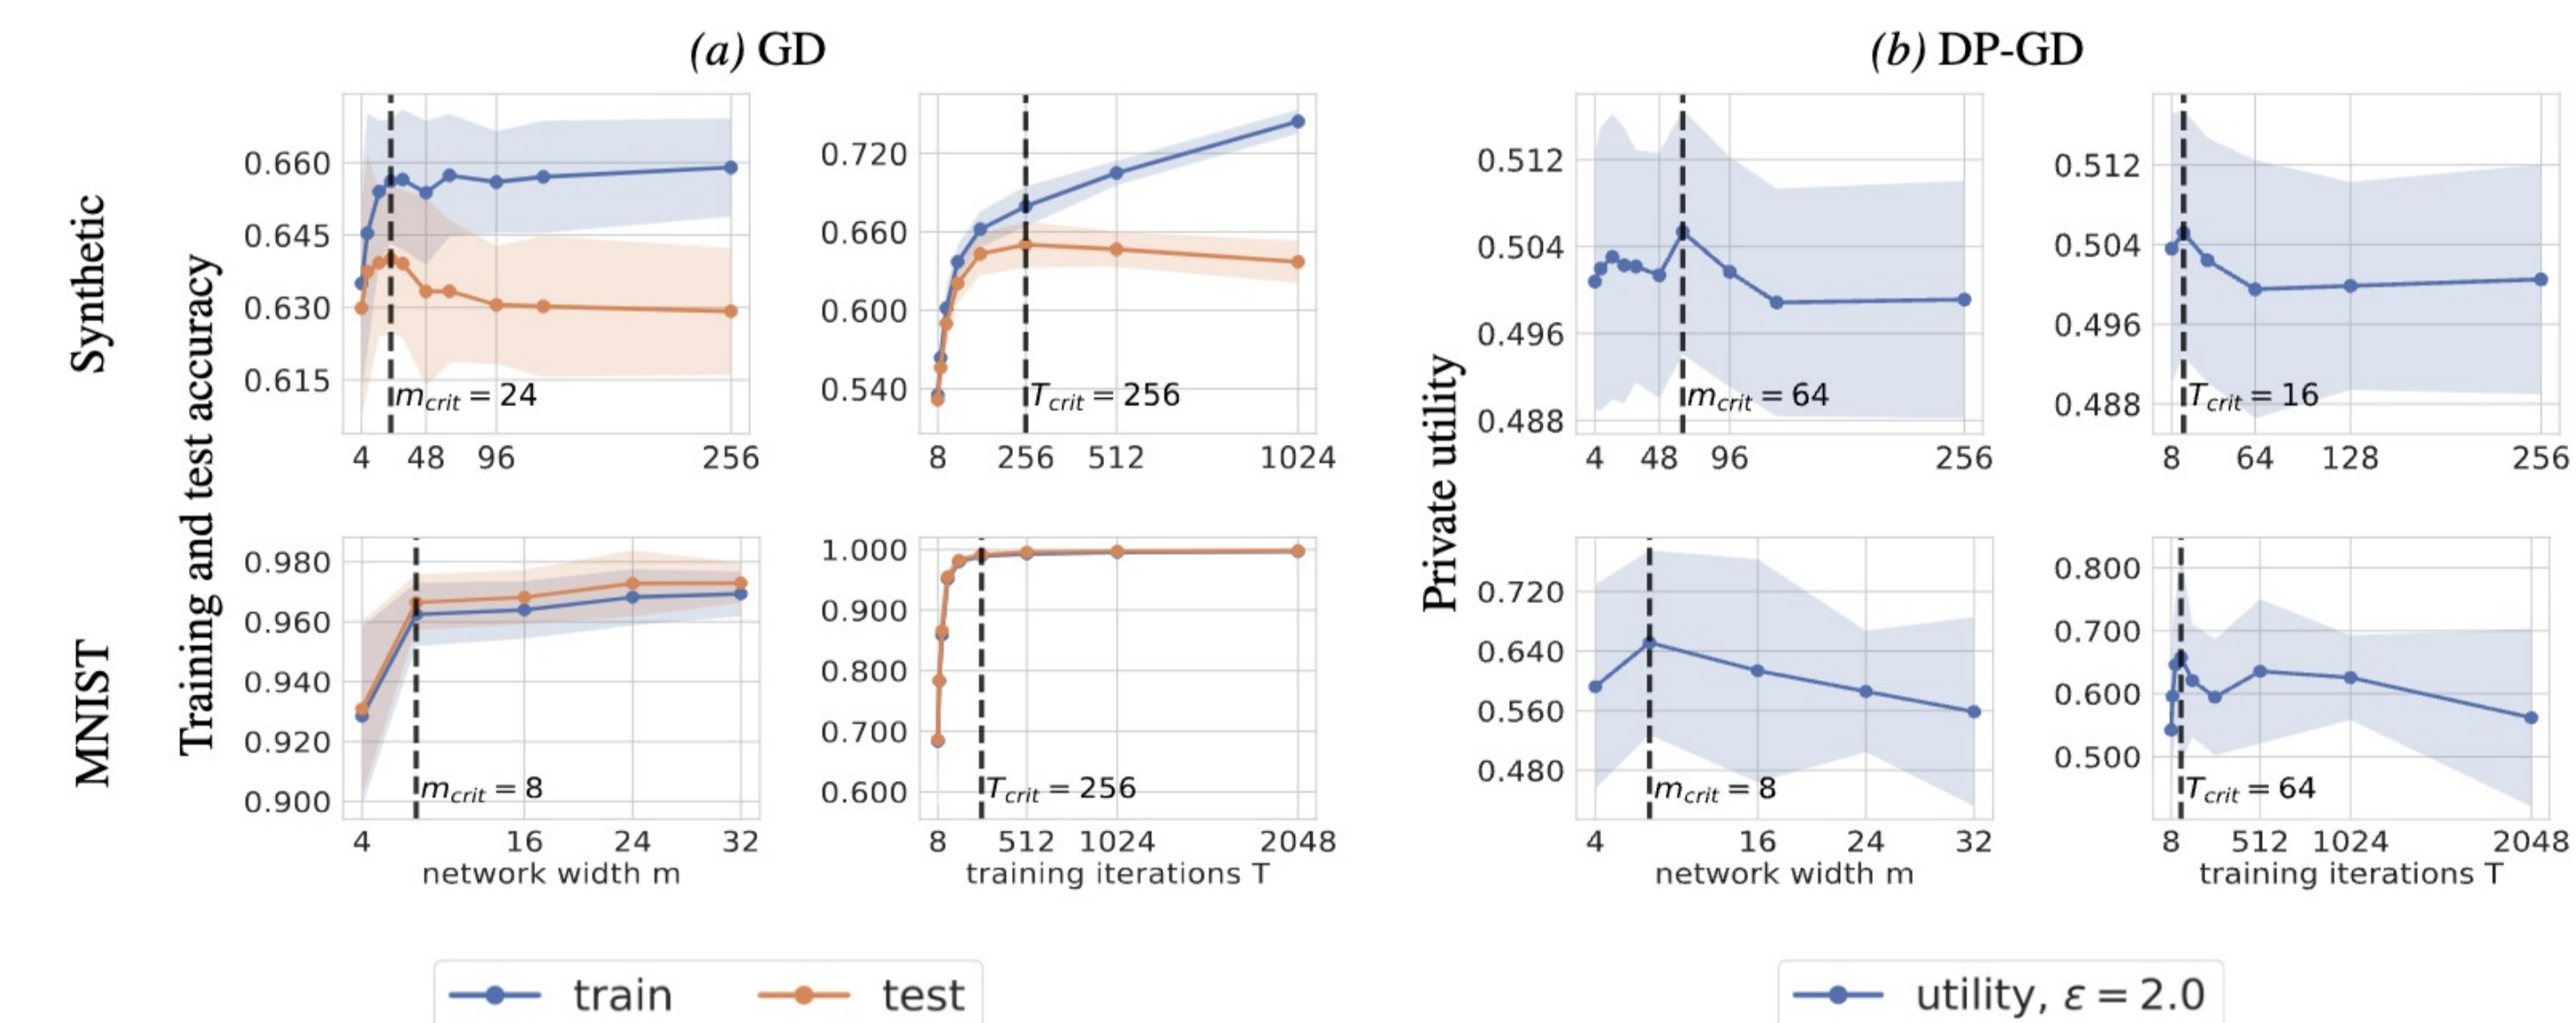 (a) GD
(b) DP-GD
Synthetic
MNIST
Training and test accuracy
0.660
0.645
0.630
0.615
m_crit = 24
4 48 96 256
0.720
0.660
0.600
0.540
T_crit = 256
8 256 512 1024
Private utility
0.512
0.504
0.496
0.488
m_crit = 64
4 48 96 256
0.512
0.504
0.496
0.488
T_crit = 16
8 64 128 256
0.980
0.960
0.940
0.920
0.900
m_crit = 8
4 16 24 32
network width m
1.000
0.900
0.800
0.700
0.600
T_crit = 256
8 512 1024 2048
training iterations T
0.720
0.640
0.560
0.480
m_crit = 8
4 16 24 32
network width m
0.800
0.700
0.600
0.500
T_crit = 64
8 512 1024 2048
training iterations T
train test
utility, ε = 2.0